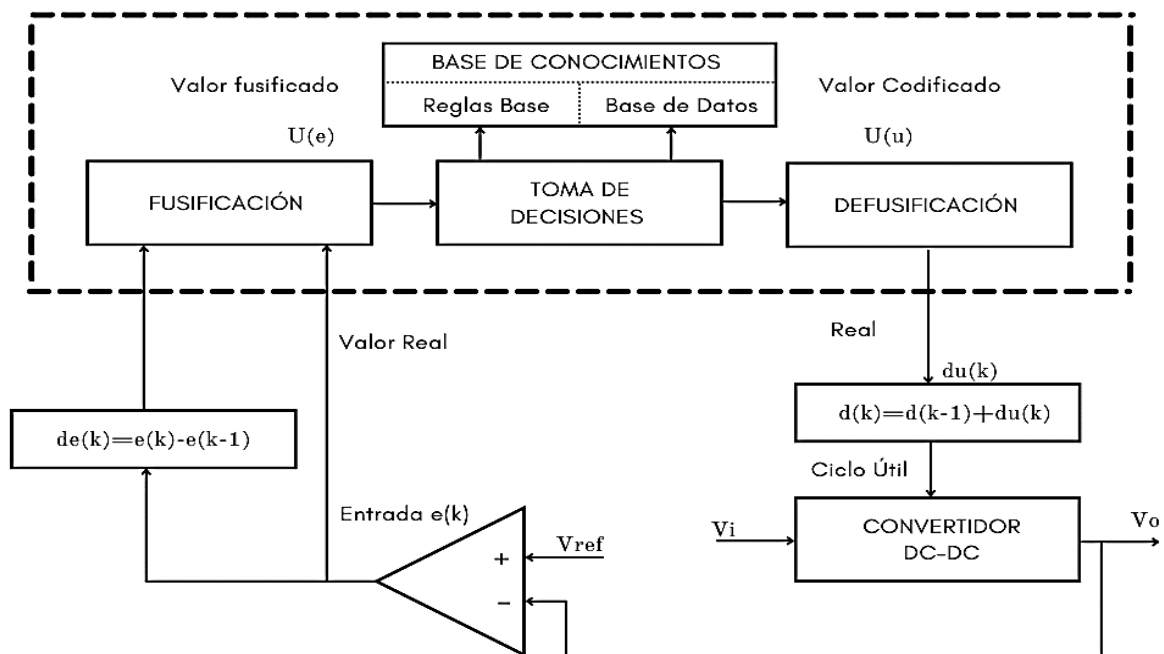 BASE DE CONOCIMIENTOS
Valor fusificado
Reglas Base
Base de Datos
Valor Codificado
U(e)
U(u)
FUSIFICACIÓN
TOMA DE
DECISIONES
DEFUSIFICACIÓN
Valor Real
Real
du(k)
de(k)=e(k)-e(k-1)
d(k)=d(k-1)+du(k)
Ciclo Útil
Entrada e(k)
+
Vref
−
Vi
CONVERTIDOR
DC-DC
Vo